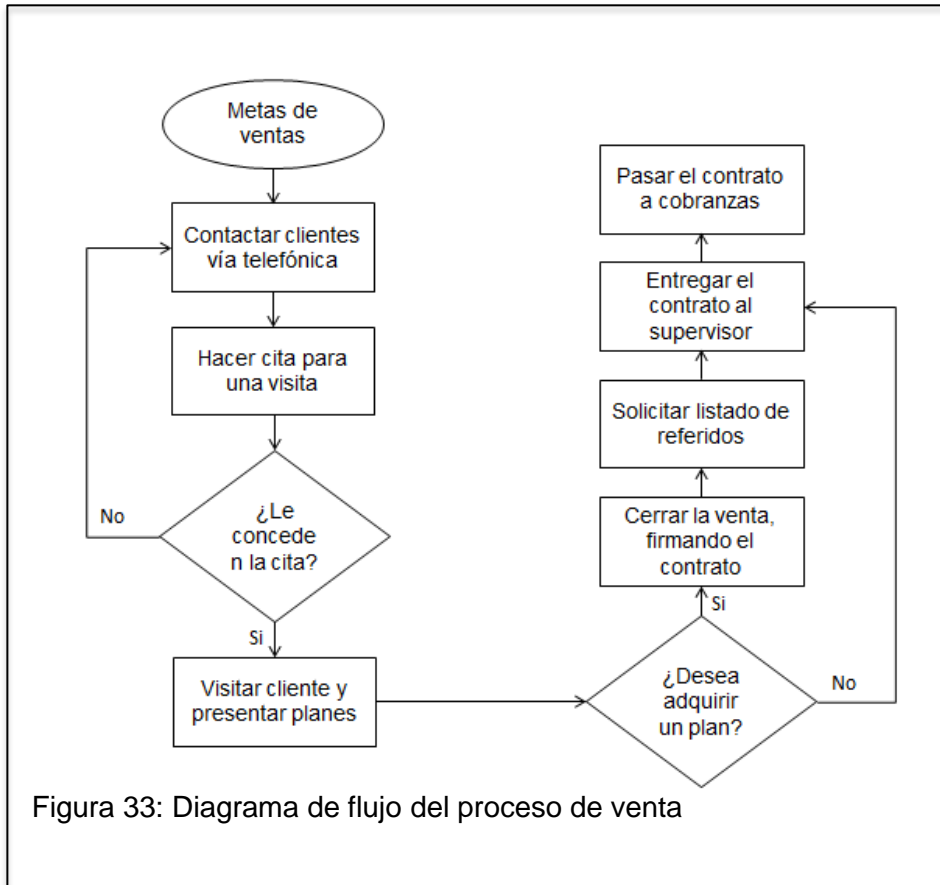 Metas de
ventas
Contactar clientes
vía telefónica
Hacer cita para
una visita
¿Le
concede
n la cita?
No
Si
Visitar cliente y
presentar planes
¿Desea
adquirir
un plan?
No
Si
Cerrar la venta,
firmando el
contrato
Solicitar listado de
referidos
Entregar el
contrato al
supervisor
Pasar el contrato
a cobranzas
Figura 33: Diagrama de flujo del proceso de venta